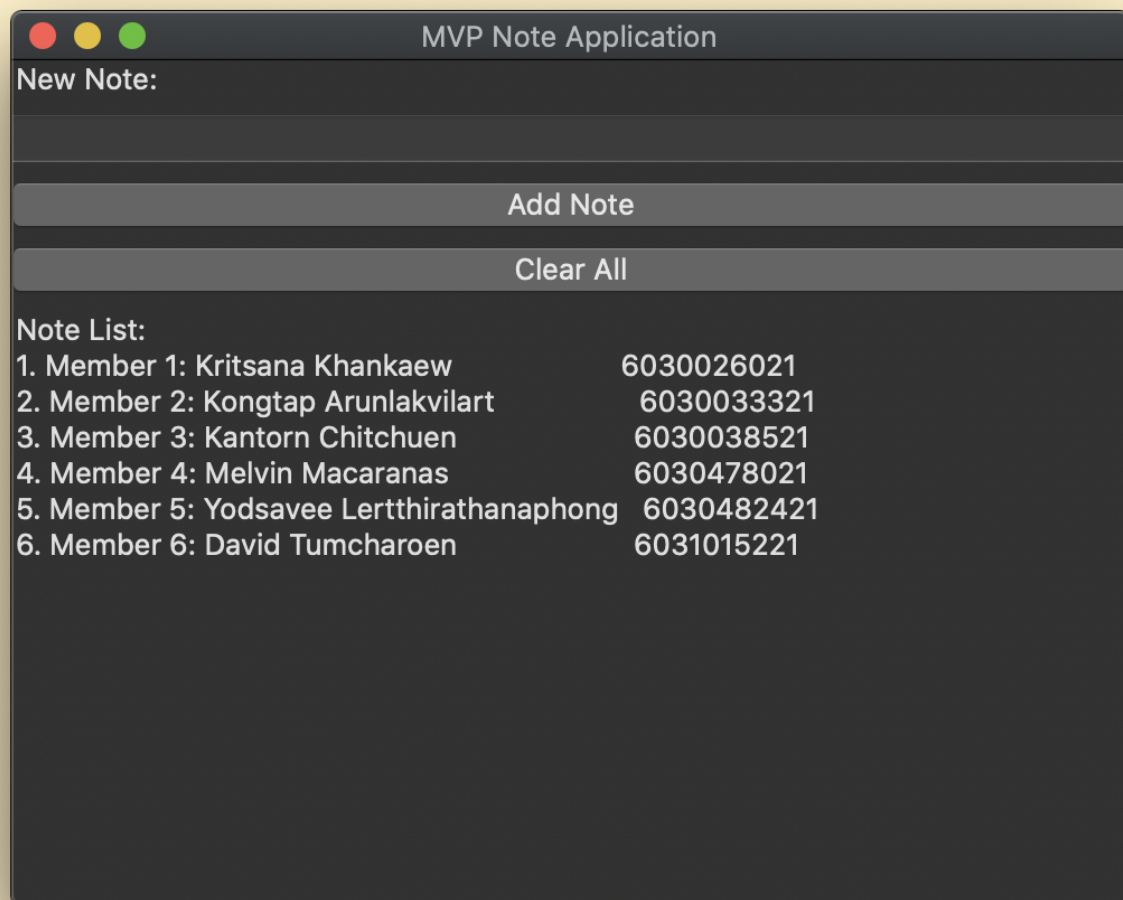 MVP Note Application
New Note:
Add Note
Clear All
Note List:
1. Member 1: Kritsana Khankaew 6030026021
2. Member 2: Kongtap Arunlakvilart 6030033321
3. Member 3: Kantorn Chitchuen 6030038521
4. Member 4: Melvin Macaranas 6030478021
5. Member 5: Yodsavee Lertthirathanaphong 6030482421
6. Member 6: David Tumcharoen 6031015221